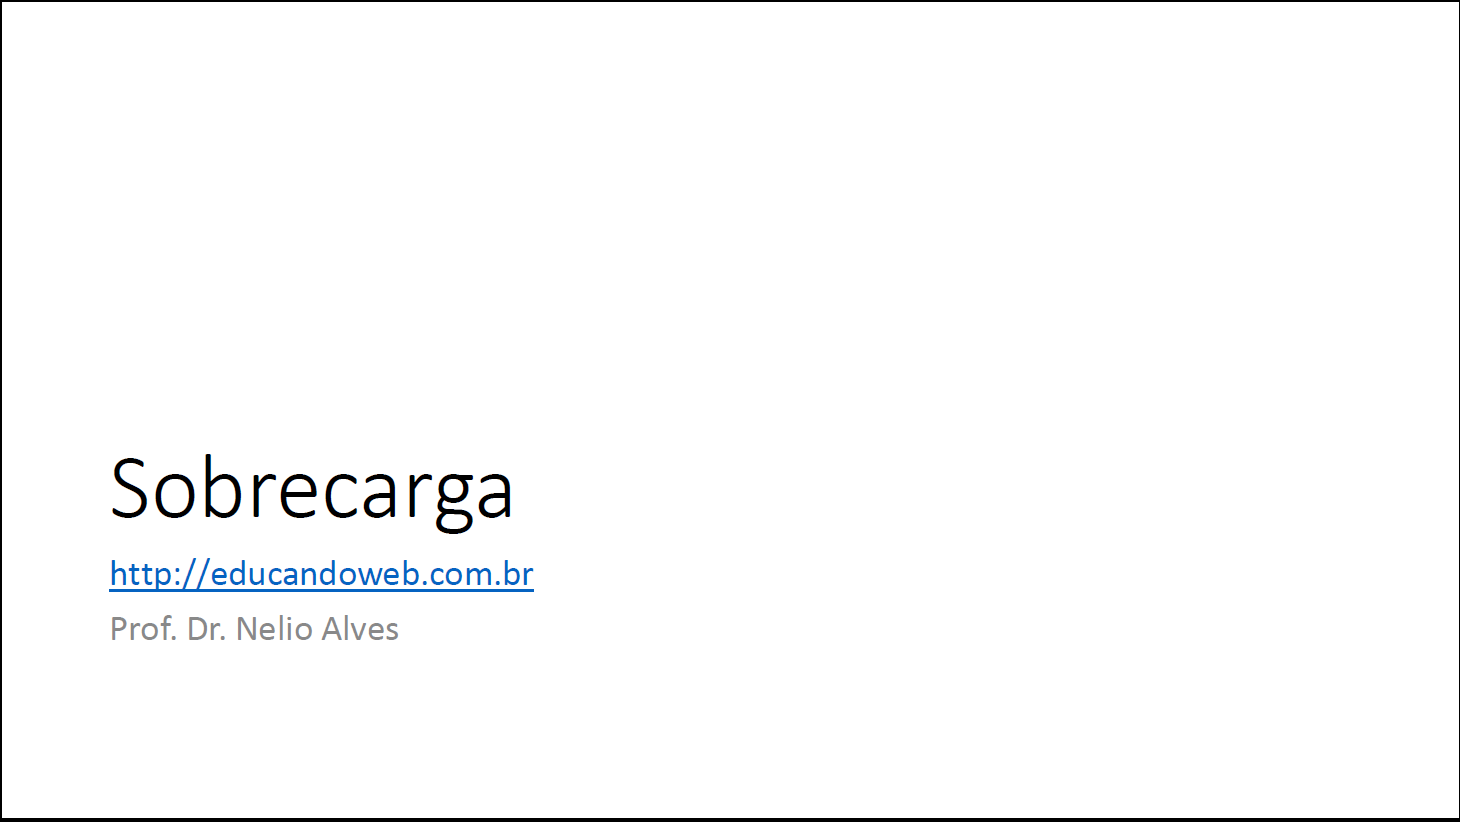 Sobrecarga
http://educandoweb.com.br
Prof. Dr. Nelio Alves